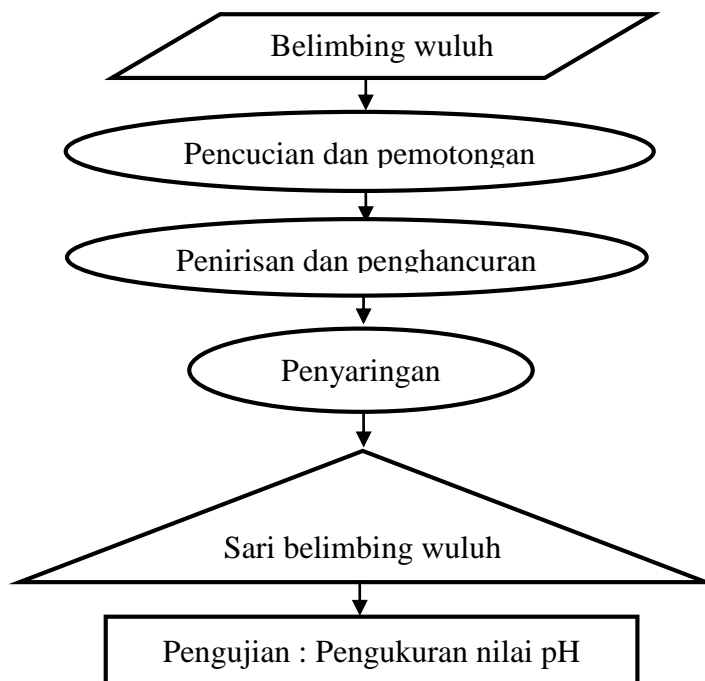 Belimbing wuluh
Pencucian dan pemotongan
Penirisan dan penghancuran
Penyaringan
Sari belimbing wuluh
Pengujian : Pengukuran nilai pH